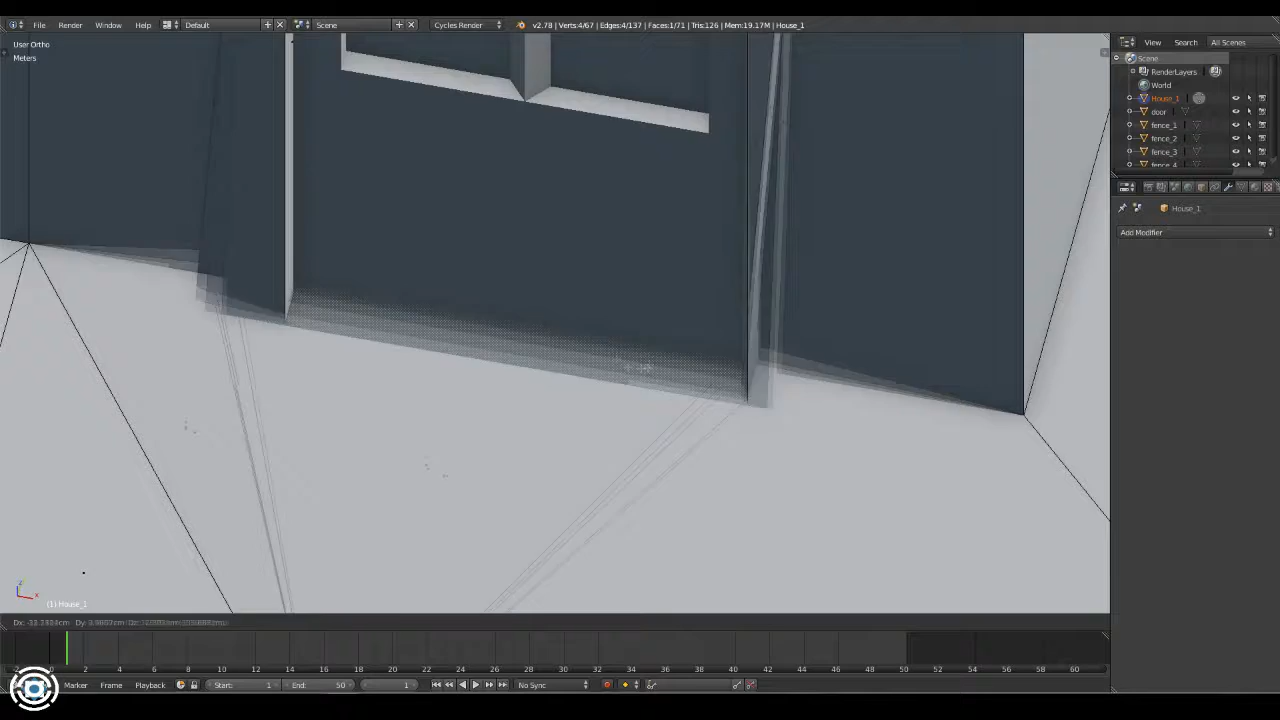 File Render Window Help Default Scene Cycles Render v2.78 | Verts:4/67 | Edges:4/137 | Faces:1/71 | Tris:126 | Mem:19.17M | House_1
User Ortho
Meters
View Search All Scenes
Scene
RenderLayers
World
House_1
door
fence_1
fence_2
fence_3
fence_4
House_1
Add Modifier
z
x
(1) House_1
-2 0 2 4 6 8 10 12 14 16 18 20 22 24 26 28 30 32 34 36 38 40 42 44 46 48 50 52 54 56 58 60
Marker Frame Playback Start: 1 End: 50 1 No Sync